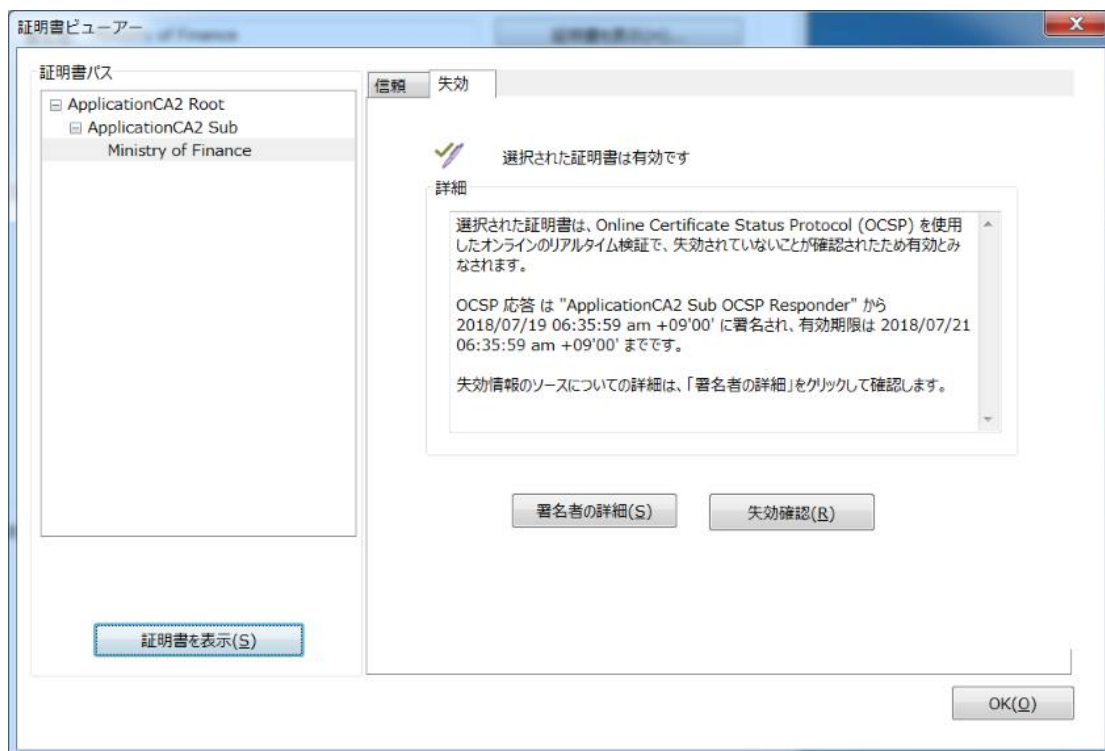 証明書ビューアー
y of Finance
証明書パス
ApplicationCA2 Root
ApplicationCA2 Sub
Ministry of Finance
証明書を表示(S)
信頼
失効
選択された証明書は有効です
詳細
選択された証明書は、Online Certificate Status Protocol (OCSP) を使用
したオンラインのリアルタイム検証で、失効されていないことが確認されたため有効とみ
なされます。
OCSP 応答 は "ApplicationCA2 Sub OCSP Responder" から
2018/07/19 06:35:59 am +09'00' に署名され、有効期限は 2018/07/21
06:35:59 am +09'00' までです。
失効情報のソースについての詳細は、「署名者の詳細」をクリックして確認します。
署名者の詳細(S)
失効確認(R)
OK(O)